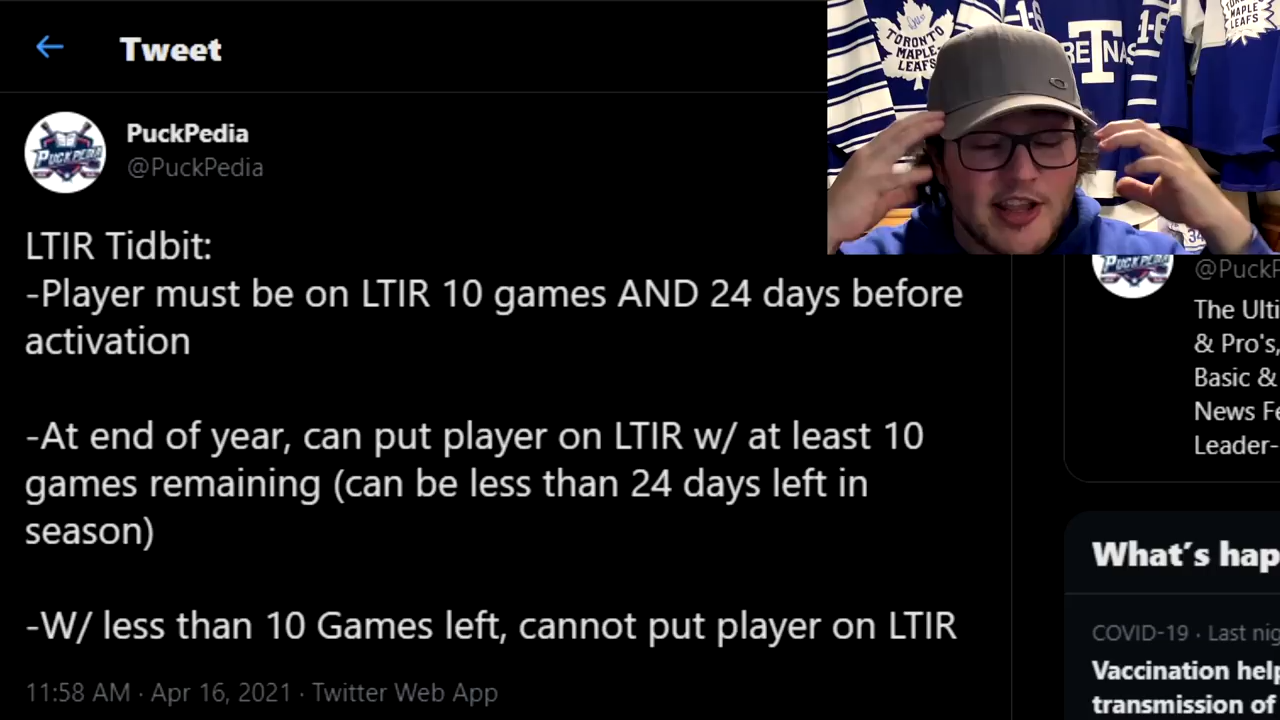 Tweet
PuckPedia
@PuckPedia
LTIR Tidbit:
-Player must be on LTIR 10 games AND 24 days before
activation
-At end of year, can put player on LTIR w/ at least 10
games remaining (can be less than 24 days left in
season)
-W/ less than 10 Games left, cannot put player on LTIR
11:58 AM · Apr 16, 2021 · Twitter Web App
TORONTO
MAPLE
LEAFS
MAPLE
LEAFS
34
@PuckP
The Ulti
& Pro's,
Basic &
News Fe
Leader-
What's hap
COVID-19 · Last nig
Vaccination help
transmission of